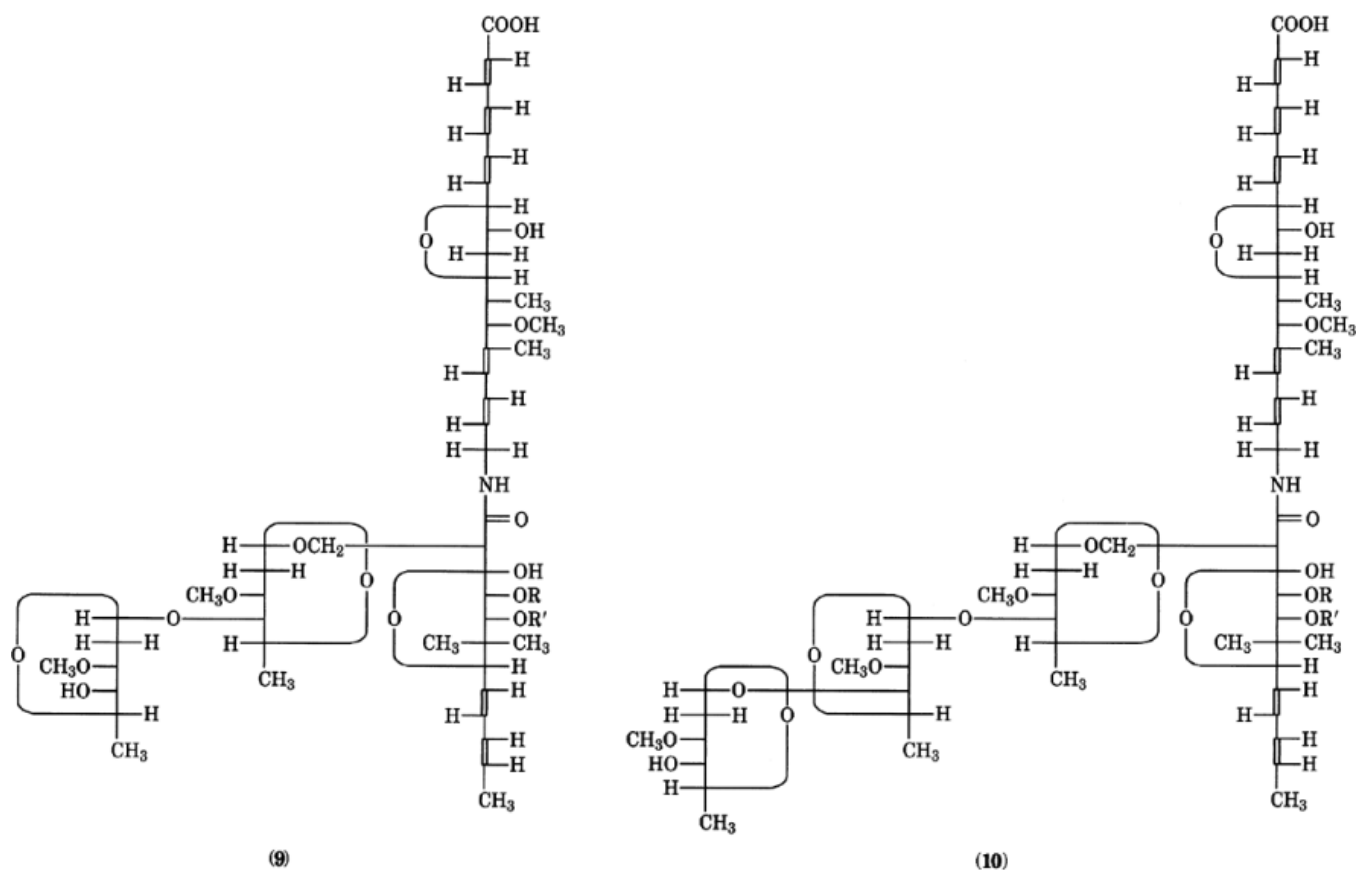 COOH
H
H
H
H
H
H
H
OH
O
H H
H
CH₃
OCH₃
CH₃
H
H
H
H H
NH
O
H OCH₂
H H OH
O
CH₃O OR
H O O OR′
H H H CH₃ CH₃
O
CH₃O H
CH₃
HO H
H H
H
CH₃
H
CH₃
(9)
COOH
H
H
H
H
H
H
H
OH
O
H H
H
CH₃
OCH₃
CH₃
H
H
H
H H
NH
O
H OCH₂
H H OH
O
CH₃O OR
H O O OR′
H H H CH₃ CH₃
O
CH₃O H
CH₃
H O H
H H O H H
CH₃O H
CH₃
HO H
H
CH₃
CH₃
(10)